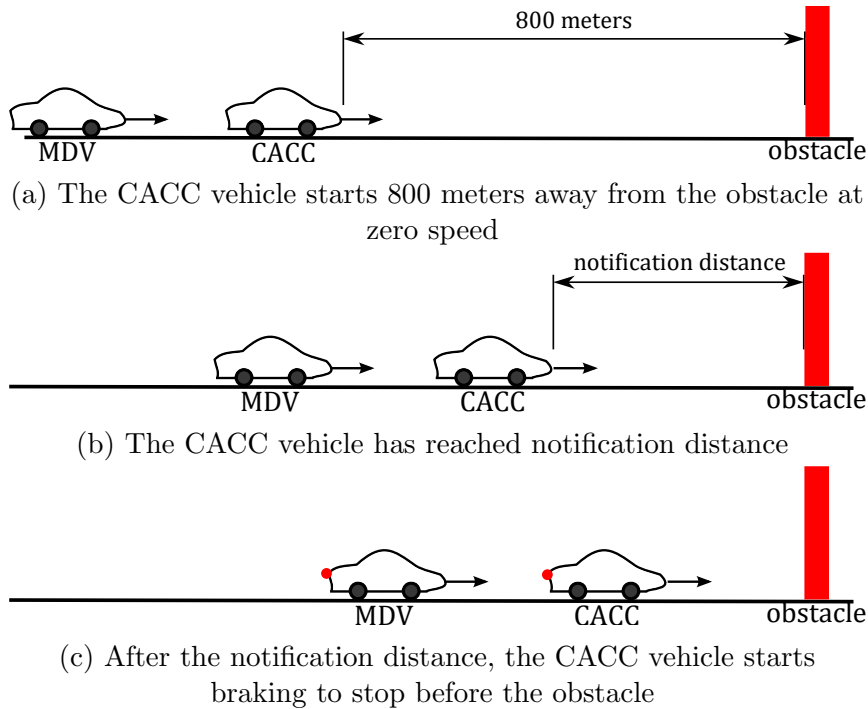 800 meters
MDV
CACC
obstacle
(a) The CACC vehicle starts 800 meters away from the obstacle at
zero speed
notification distance
MDV
CACC
obstacle
(b) The CACC vehicle has reached notification distance
MDV
CACC
obstacle
(c) After the notification distance, the CACC vehicle starts
braking to stop before the obstacle